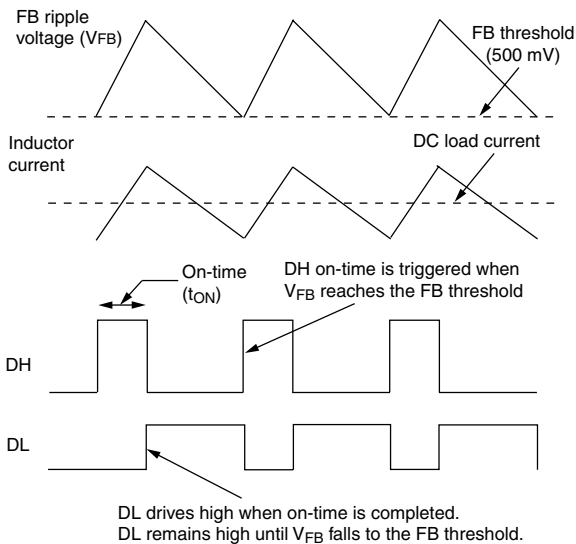 FB ripple
voltage (VFB)
FB threshold
(500 mV)
Inductor
current
DC load current
On-time
(tON)
DH on-time is triggered when
VFB reaches the FB threshold
DH
DL
DL drives high when on-time is completed.
DL remains high until VFB falls to the FB threshold.